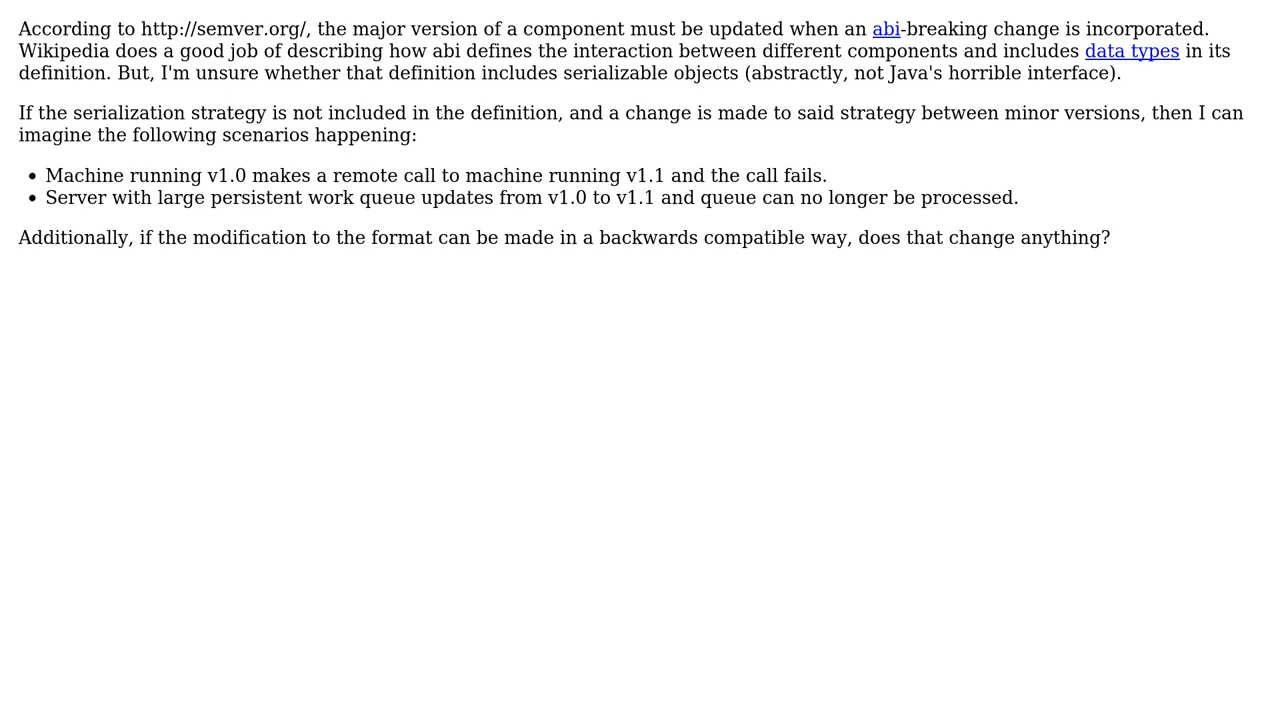 According to http://semver.org/, the major version of a component must be updated when an abi-breaking change is incorporated.
Wikipedia does a good job of describing how abi defines the interaction between different components and includes data types in its
definition. But, I'm unsure whether that definition includes serializable objects (abstractly, not Java's horrible interface).
If the serialization strategy is not included in the definition, and a change is made to said strategy between minor versions, then I can
imagine the following scenarios happening:
• Machine running v1.0 makes a remote call to machine running v1.1 and the call fails.
• Server with large persistent work queue updates from v1.0 to v1.1 and queue can no longer be processed.
Additionally, if the modification to the format can be made in a backwards compatible way, does that change anything?